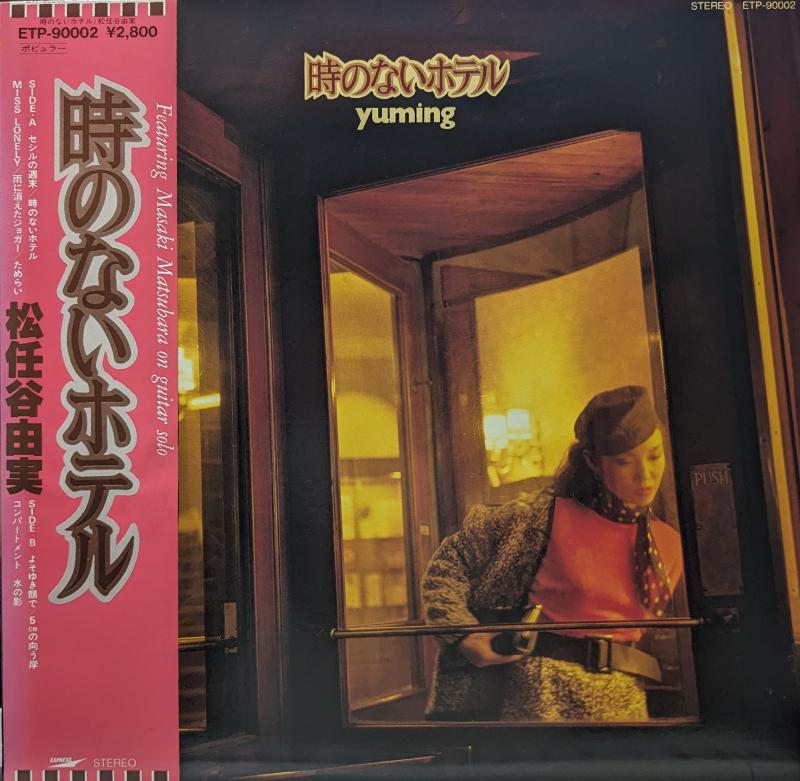 時のないホテル/松任谷由実
ETP-90002 ¥2,800
ポピュラー
Featuring Masaki Matsubara on guitar solo
時のないホテル
SIDE・A セシルの週末/時のないホテル
MISS LONELY/雨に消えたジョガー/ためらい
松任谷由実
SIDE B よそゆき顔で/5cmの向う岸
コンパートメント/水の影
EXPRESS STEREO
STEREO ETP-90002
時のないホテル
yuming
PUSH